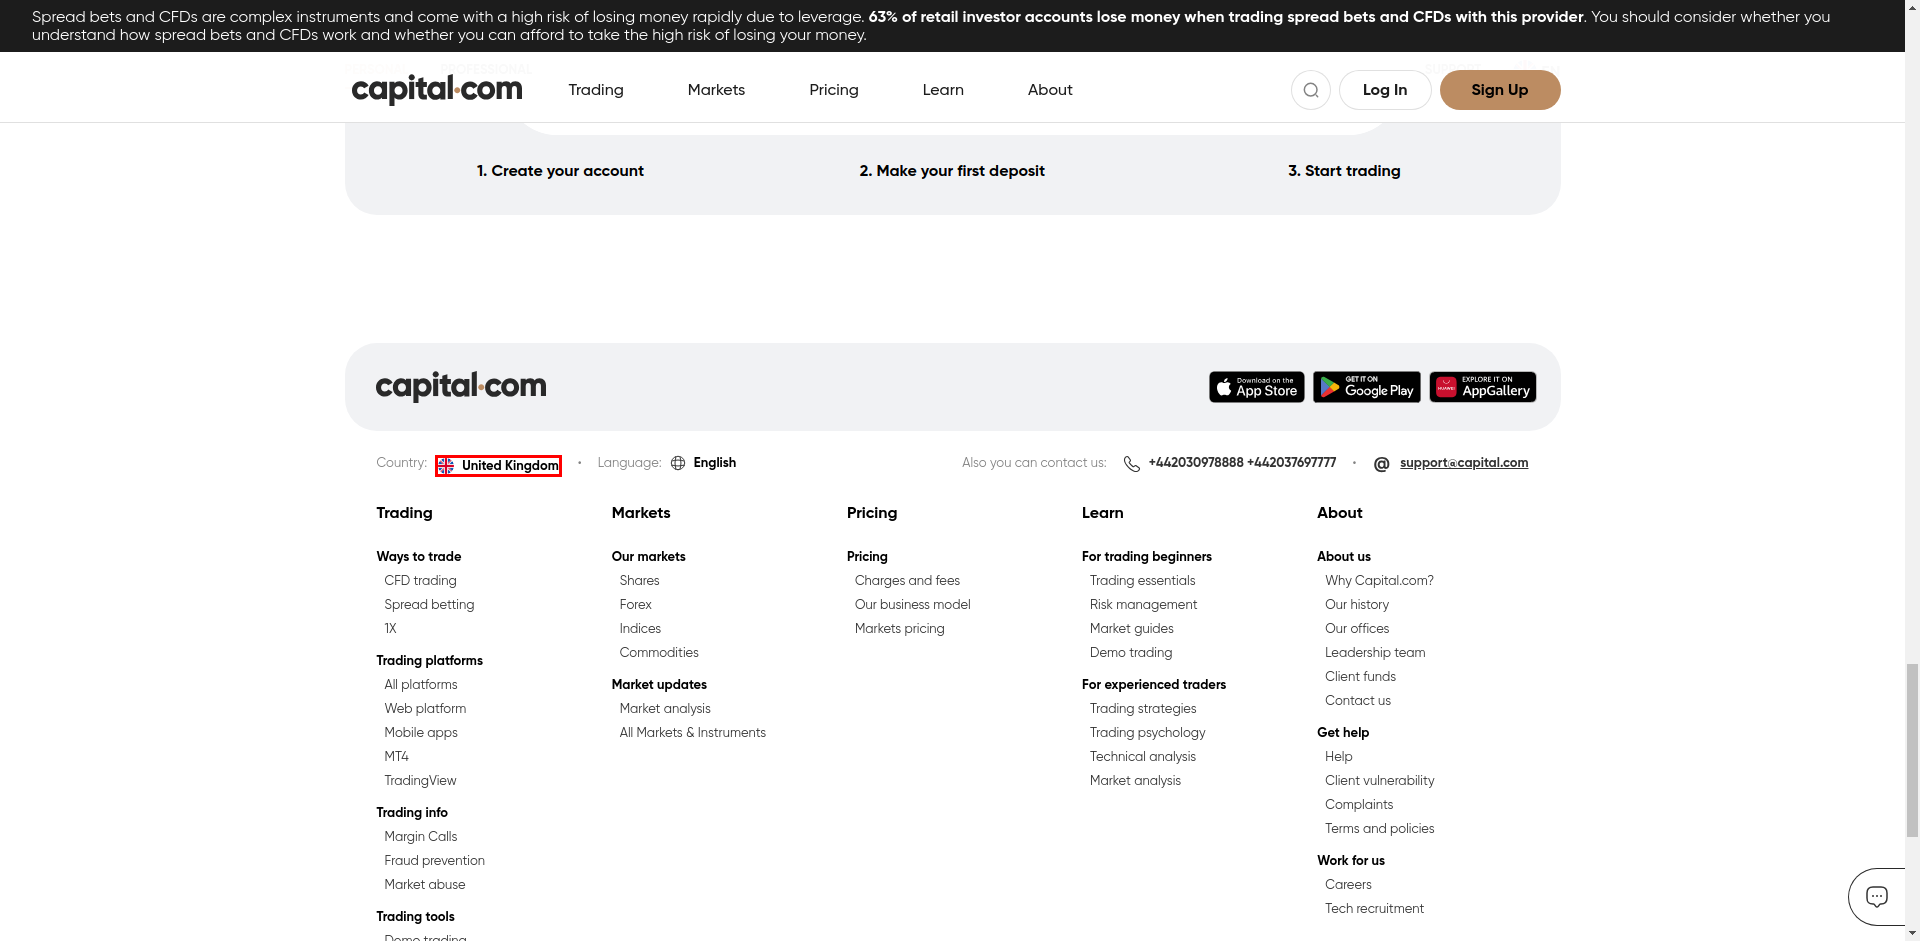 Spread bets and CFDs are complex instruments and come with a high risk of losing money rapidly due to leverage. 63% of retail investor accounts lose money when trading spread bets and CFDs with this provider. You should consider whether you
understand how spread bets and CFDs work and whether you can afford to take the high risk of losing your money.
capital.com
Trading
Markets
Pricing
Learn
About
Log In
Sign Up
1. Create your account
2. Make your first deposit
3. Start trading
capital.com
Download on the
App Store
GET IT ON
Google Play
EXPLORE IT ON
AppGallery
Country: United Kingdom • Language: English
Also you can contact us: +442030978888 +442037697777 • @ support@capital.com
Trading
Ways to trade
CFD trading
Spread betting
1X
Trading platforms
All platforms
Web platform
Mobile apps
MT4
TradingView
Trading info
Margin Calls
Fraud prevention
Market abuse
Trading tools
Demo trading
Markets
Our markets
Shares
Forex
Indices
Commodities
Market updates
Market analysis
All Markets & Instruments
Pricing
Pricing
Charges and fees
Our business model
Markets pricing
Learn
For trading beginners
Trading essentials
Risk management
Market guides
Demo trading
For experienced traders
Trading strategies
Trading psychology
Technical analysis
Market analysis
About
About us
Why Capital.com?
Our history
Our offices
Leadership team
Client funds
Contact us
Get help
Help
Client vulnerability
Complaints
Terms and policies
Work for us
Careers
Tech recruitment